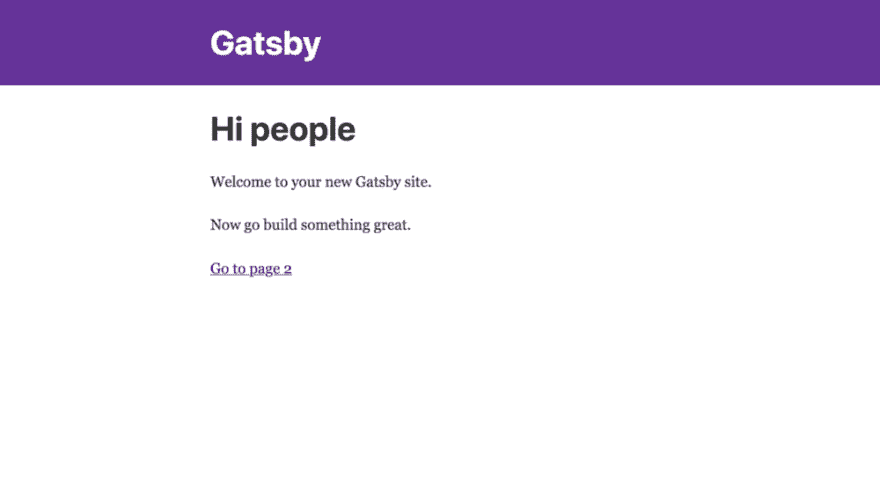 Gatsby
Hi people
Welcome to your new Gatsby site.
Now go build something great.
Go to page 2